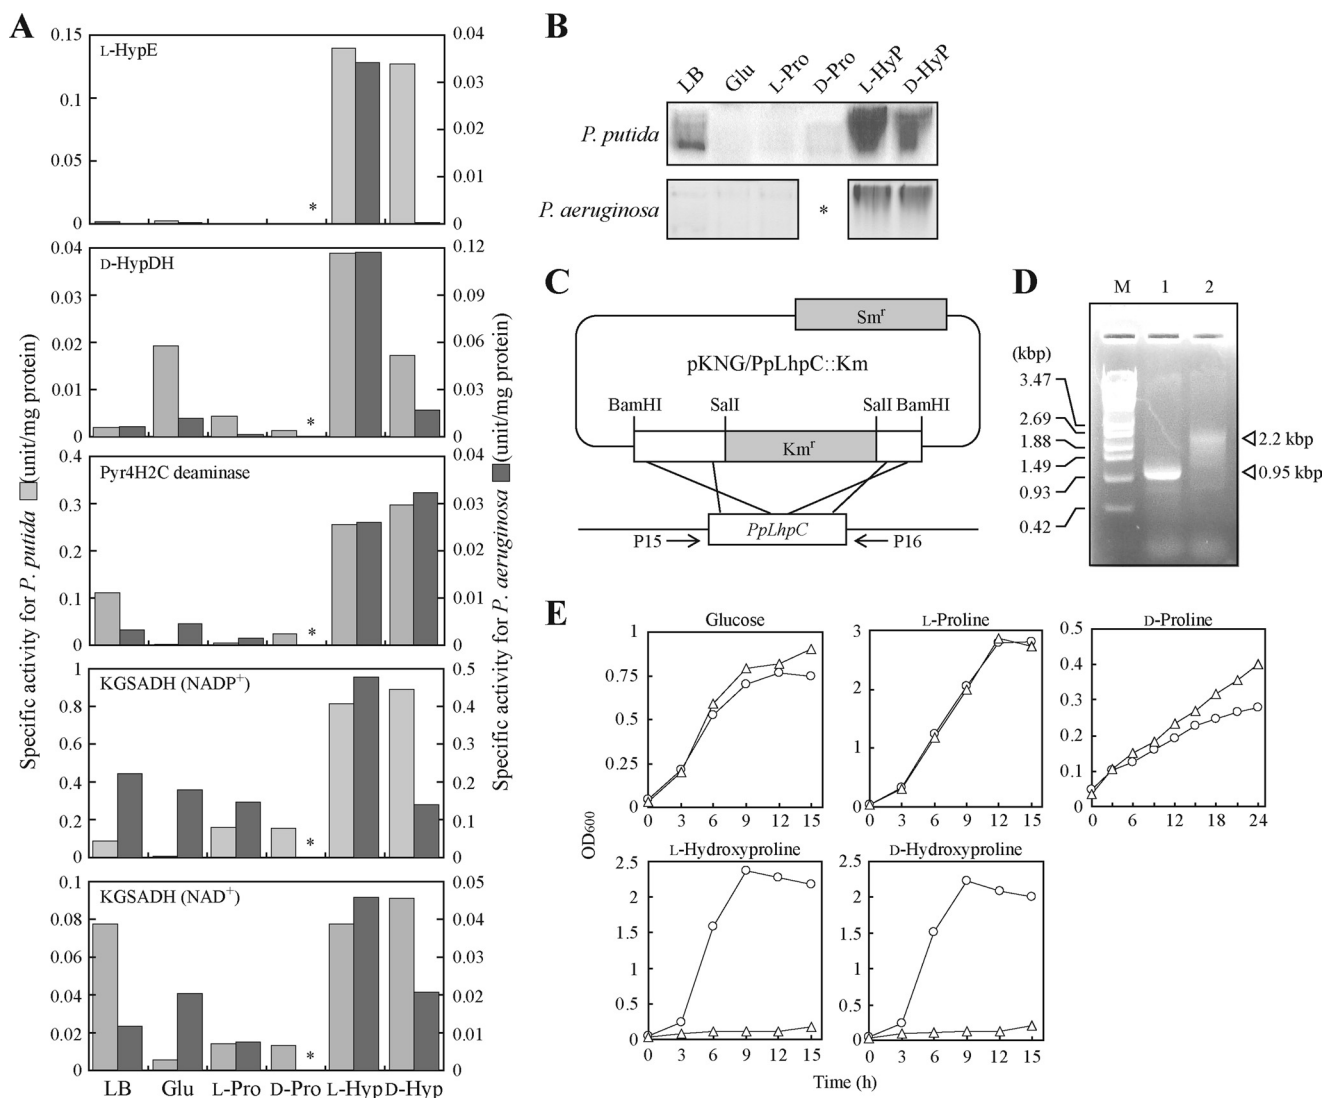 A
Specific activity for P. putida (unit/mg protein)
Specific activity for P. aeruginosa (unit/mg protein)
L-HypE
0.15
0.1
0.05
0
0.04
0.03
0.02
0.01
0
*
D-HypDH
0.04
0.03
0.02
0.01
0
0.12
0.09
0.06
0.03
0
*
Pyr4H2C deaminase
0.4
0.3
0.2
0.1
0
0.04
0.03
0.02
0.01
0
*
KGSADH (NADP+)
1
0.8
0.6
0.4
0.2
0
0.5
0.4
0.3
0.2
0.1
0
*
KGSADH (NAD+)
0.1
0.08
0.06
0.04
0.02
0
0.05
0.04
0.03
0.02
0.01
0
*
LB Glu L-Pro D-Pro L-Hyp D-Hyp
B
LB Glu L-Pro D-Pro L-HyP D-HyP
P. putida
P. aeruginosa
*
C
Smr
pKNG/PpLhpC::Km
BamHI SalI SalI BamHI
Kmr
PpLhpC
P15 P16
D
M 1 2
(kbp)
3.47
2.69
1.88
1.49
0.93
0.42
2.2 kbp
0.95 kbp
E
OD600
Glucose
1
0.75
0.5
0.25
0
0 3 6 9 12 15
L-Proline
3
2
1
0
0 3 6 9 12 15
D-Proline
0.5
0.4
0.3
0.2
0.1
0
0 6 12 18 24
L-Hydroxyproline
2.5
2
1.5
1
0.5
0
0 3 6 9 12 15
D-Hydroxyproline
2.5
2
1.5
1
0.5
0
0 3 6 9 12 15
Time (h)